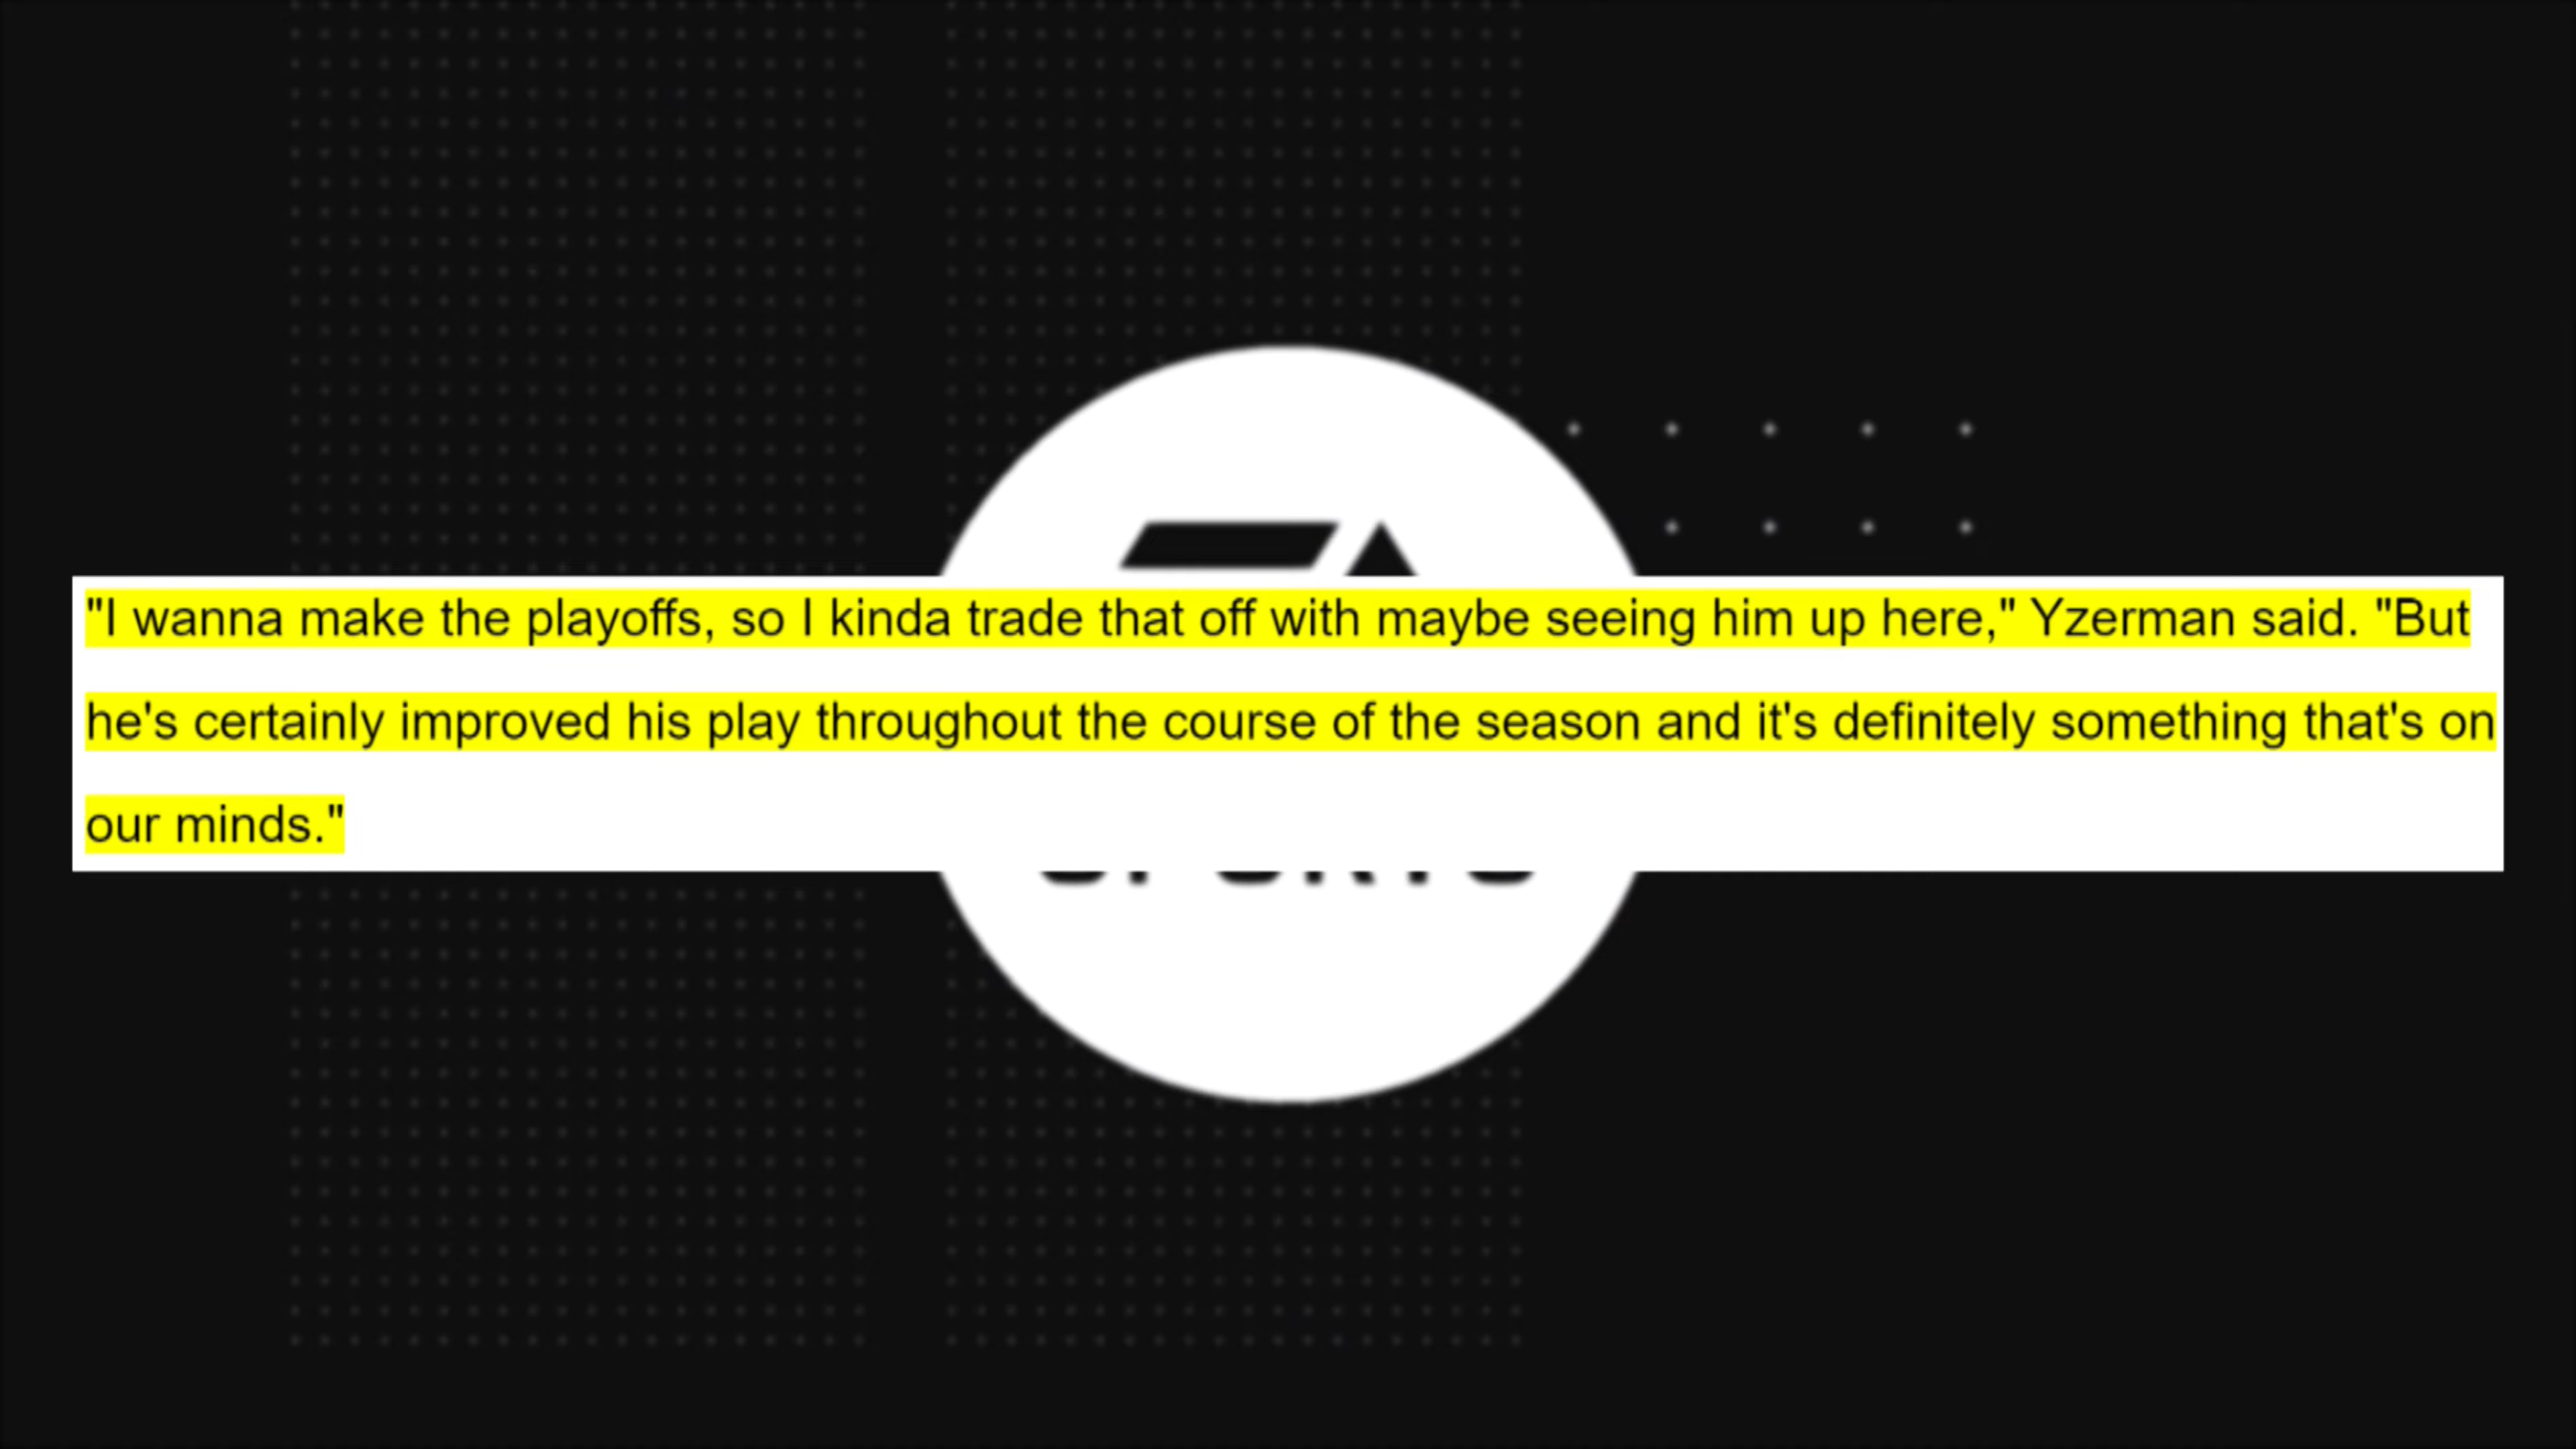 "I wanna make the playoffs, so I kinda trade that off with maybe seeing him up here," Yzerman said. "But
he's certainly improved his play throughout the course of the season and it's definitely something that's on
our minds."